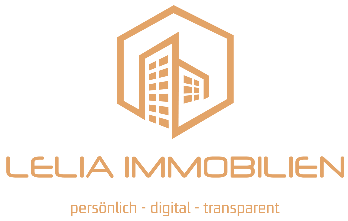 LELIA IMMOBILIEN
persönlich - digital - transparent